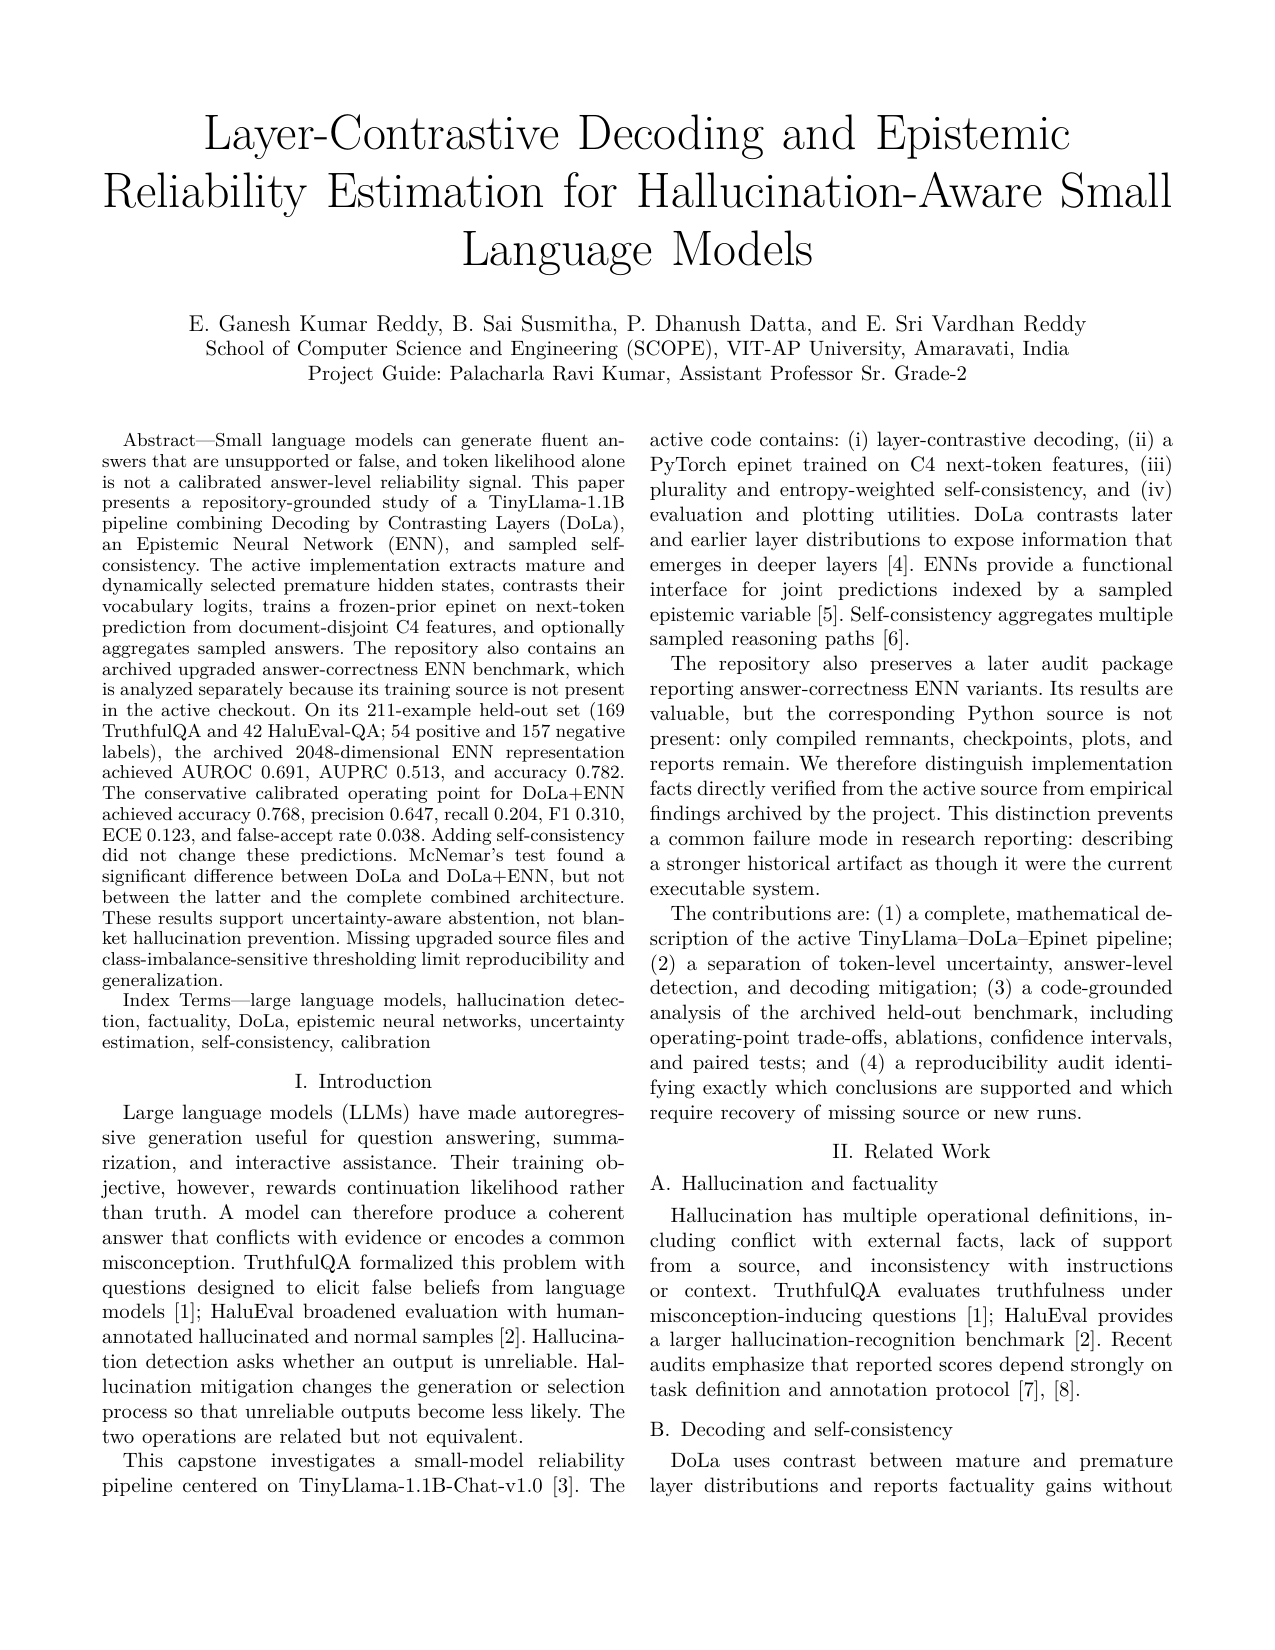 Layer-Contrastive Decoding and Epistemic
Reliability Estimation for Hallucination-Aware Small
Language Models
E. Ganesh Kumar Reddy, B. Sai Susmitha, P. Dhanush Datta, and E. Sri Vardhan Reddy
School of Computer Science and Engineering (SCOPE), VIT-AP University, Amaravati, India
Project Guide: Palacharla Ravi Kumar, Assistant Professor Sr. Grade-2
Abstract—Small language models can generate fluent an-
swers that are unsupported or false, and token likelihood alone
is not a calibrated answer-level reliability signal. This paper
presents a repository-grounded study of a TinyLlama-1.1B
pipeline combining Decoding by Contrasting Layers (DoLa),
an Epistemic Neural Network (ENN), and sampled self-
consistency. The active implementation extracts mature and
dynamically selected premature hidden states, contrasts their
vocabulary logits, trains a frozen-prior epinet on next-token
prediction from document-disjoint C4 features, and optionally
aggregates sampled answers. The repository also contains an
archived upgraded answer-correctness ENN benchmark, which
is analyzed separately because its training source is not present
in the active checkout. On its 211-example held-out set (169
TruthfulQA and 42 HaluEval-QA; 54 positive and 157 negative
labels), the archived 2048-dimensional ENN representation
achieved AUROC 0.691, AUPRC 0.513, and accuracy 0.782.
The conservative calibrated operating point for DoLa+ENN
achieved accuracy 0.768, precision 0.647, recall 0.204, F1 0.310,
ECE 0.123, and false-accept rate 0.038. Adding self-consistency
did not change these predictions. McNemar's test found a
significant difference between DoLa and DoLa+ENN, but not
between the latter and the complete combined architecture.
These results support uncertainty-aware abstention, not blan-
ket hallucination prevention. Missing upgraded source files and
class-imbalance-sensitive thresholding limit reproducibility and
generalization.
Index Terms—large language models, hallucination detec-
tion, factuality, DoLa, epistemic neural networks, uncertainty
estimation, self-consistency, calibration
I. Introduction
Large language models (LLMs) have made autoregres-
sive generation useful for question answering, summa-
rization, and interactive assistance. Their training ob-
jective, however, rewards continuation likelihood rather
than truth. A model can therefore produce a coherent
answer that conflicts with evidence or encodes a common
misconception. TruthfulQA formalized this problem with
questions designed to elicit false beliefs from language
models [1]; HaluEval broadened evaluation with human-
annotated hallucinated and normal samples [2]. Hallucina-
tion detection asks whether an output is unreliable. Hal-
lucination mitigation changes the generation or selection
process so that unreliable outputs become less likely. The
two operations are related but not equivalent.
This capstone investigates a small-model reliability
pipeline centered on TinyLlama-1.1B-Chat-v1.0 [3]. The
active code contains: (i) layer-contrastive decoding, (ii) a
PyTorch epinet trained on C4 next-token features, (iii)
plurality and entropy-weighted self-consistency, and (iv)
evaluation and plotting utilities. DoLa contrasts later
and earlier layer distributions to expose information that
emerges in deeper layers [4]. ENNs provide a functional
interface for joint predictions indexed by a sampled
epistemic variable [5]. Self-consistency aggregates multiple
sampled reasoning paths [6].
The repository also preserves a later audit package
reporting answer-correctness ENN variants. Its results are
valuable, but the corresponding Python source is not
present: only compiled remnants, checkpoints, plots, and
reports remain. We therefore distinguish implementation
facts directly verified from the active source from empirical
findings archived by the project. This distinction prevents
a common failure mode in research reporting: describing
a stronger historical artifact as though it were the current
executable system.
The contributions are: (1) a complete, mathematical de-
scription of the active TinyLlama–DoLa–Epinet pipeline;
(2) a separation of token-level uncertainty, answer-level
detection, and decoding mitigation; (3) a code-grounded
analysis of the archived held-out benchmark, including
operating-point trade-offs, ablations, confidence intervals,
and paired tests; and (4) a reproducibility audit identi-
fying exactly which conclusions are supported and which
require recovery of missing source or new runs.
II. Related Work
A. Hallucination and factuality
Hallucination has multiple operational definitions, in-
cluding conflict with external facts, lack of support
from a source, and inconsistency with instructions
or context. TruthfulQA evaluates truthfulness under
misconception-inducing questions [1]; HaluEval provides
a larger hallucination-recognition benchmark [2]. Recent
audits emphasize that reported scores depend strongly on
task definition and annotation protocol [7], [8].
B. Decoding and self-consistency
DoLa uses contrast between mature and premature
layer distributions and reports factuality gains without